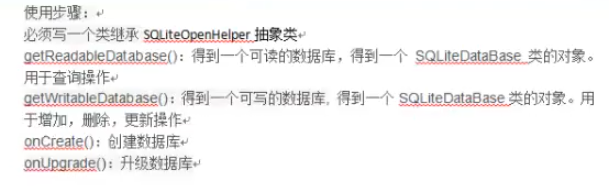 使用步骤：
必须写一个类继承 SQLiteOpenHelper 抽象类
getReadableDatabase()：得到一个可读的数据库，得到一个 SQLiteDataBase 类的对象。
用于查询操作
getWritableDatabase()：得到一个可写的数据库，得到一个 SQLiteDataBase 类的对象。用
于增加，删除，更新操作
onCreate()：创建数据库
onUpgrade()：升级数据库